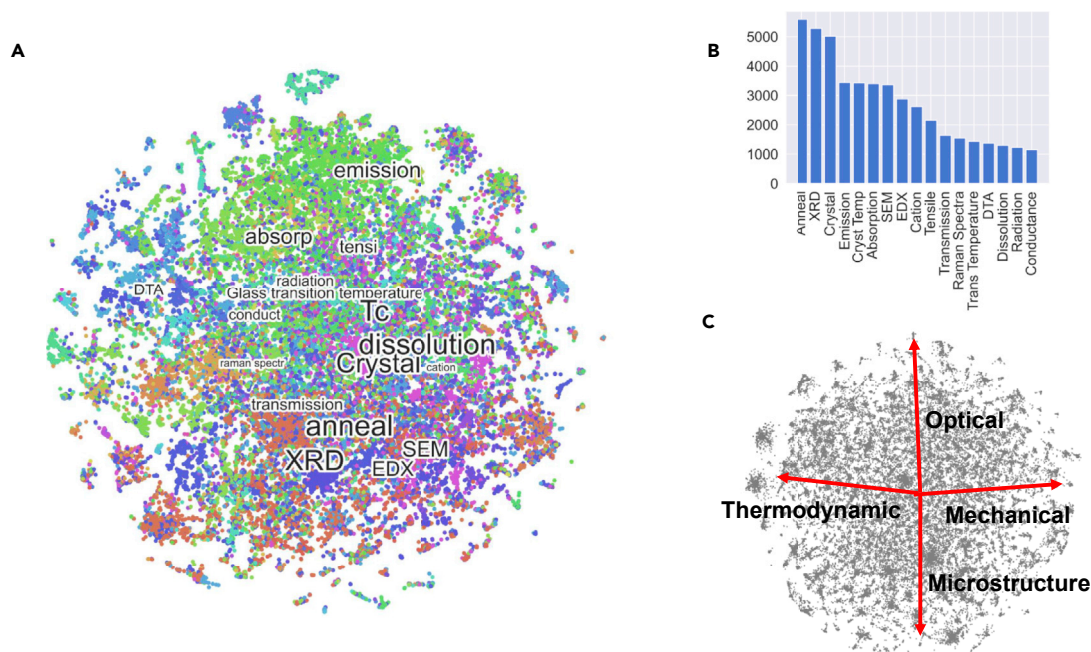 A
emission
absorp
tensi
radiation
DTA
Glass transition temperature
conduct
Tc
dissolution
Crystal
cation
raman spectr
transmission
anneal
SEM
XRD
EDX
B
5000
4000
3000
2000
1000
0
Anneal
XRD
Crystal
Emission
Cryst Temp
Absorption
SEM
EDX
Cation
Tensile
Transmission
Raman Spectra
Trans Temperature
DTA
Dissolution
Radiation
Conductance
C
Optical
Thermodynamic
Mechanical
Microstructure